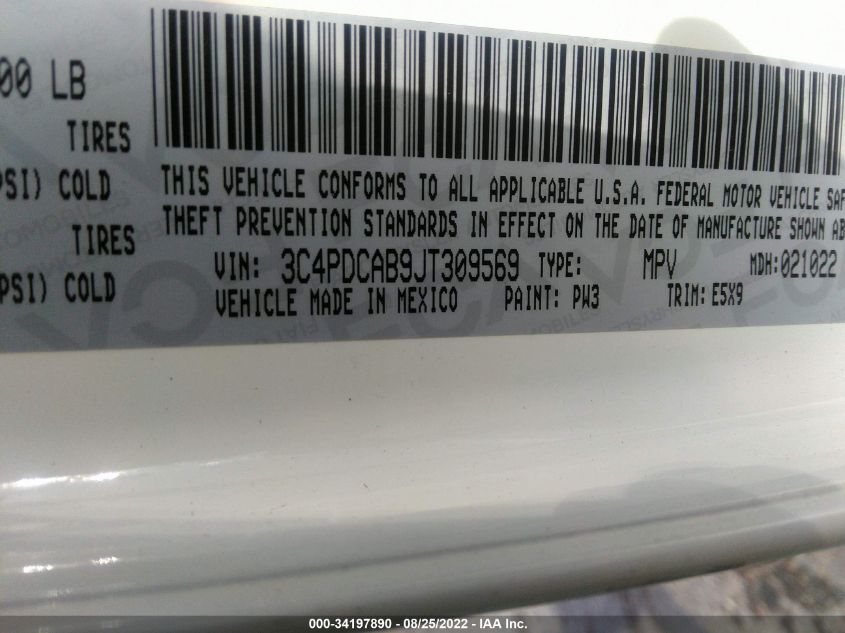 00 LB
TIRES
PSI) COLD
TIRES
PSI) COLD
THIS VEHICLE CONFORMS TO ALL APPLICABLE U.S.A. FEDERAL MOTOR VEHICLE SAF
THEFT PREVENTION STANDARDS IN EFFECT ON THE DATE OF MANUFACTURE SHOWN AB
VIN: 3C4PDCAB9JT309569 TYPE: MPV MDH:021022
VEHICLE MADE IN MEXICO PAINT: PW3 TRIM: E5X9
000-34197890 - 08/25/2022 - IAA Inc.